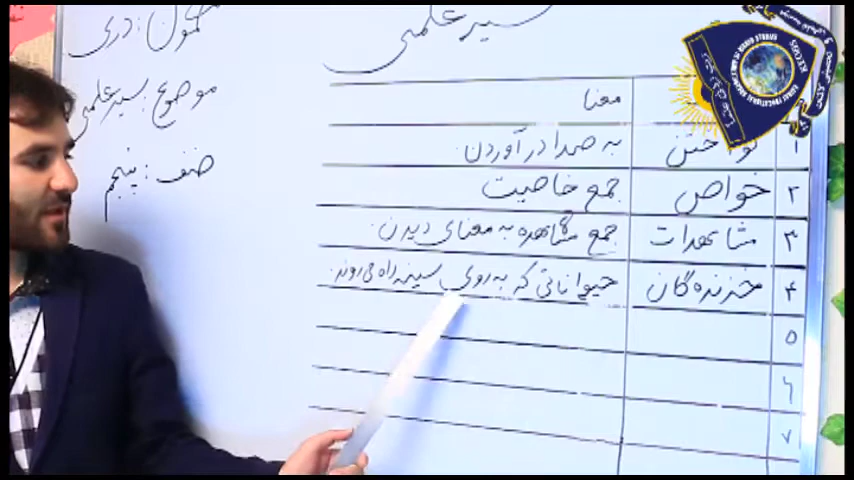 سیر علمی
مضمون: دری
موضوع: سیر علمی
صنف: پنجم
معنا
۱ نواختن به صدا در آوردن.
۲ خواص جمع خاصیت
۳ مشاهدات جمع مشاهده به معنای دیدن.
۴ خزنده گان حیواناتی که به روی سینه راه می روند.
۵
۶
۷